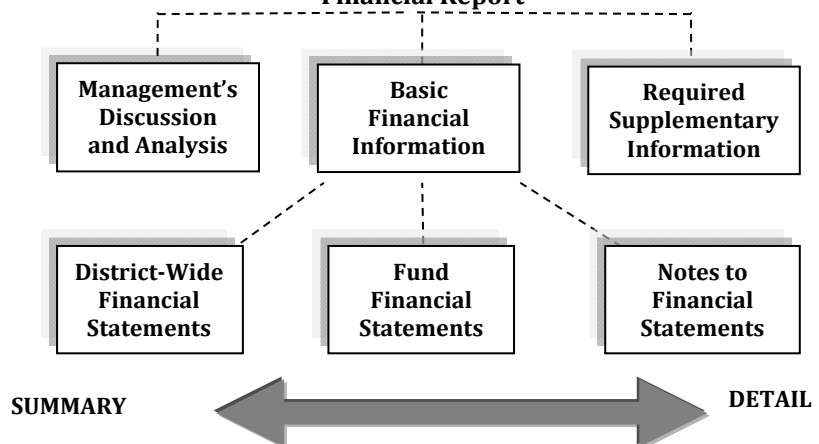 Financial Report
Management’s
Discussion
and Analysis
Basic
Financial
Information
Required
Supplementary
Information
District-Wide
Financial
Statements
Fund
Financial
Statements
Notes to
Financial
Statements
SUMMARY
DETAIL